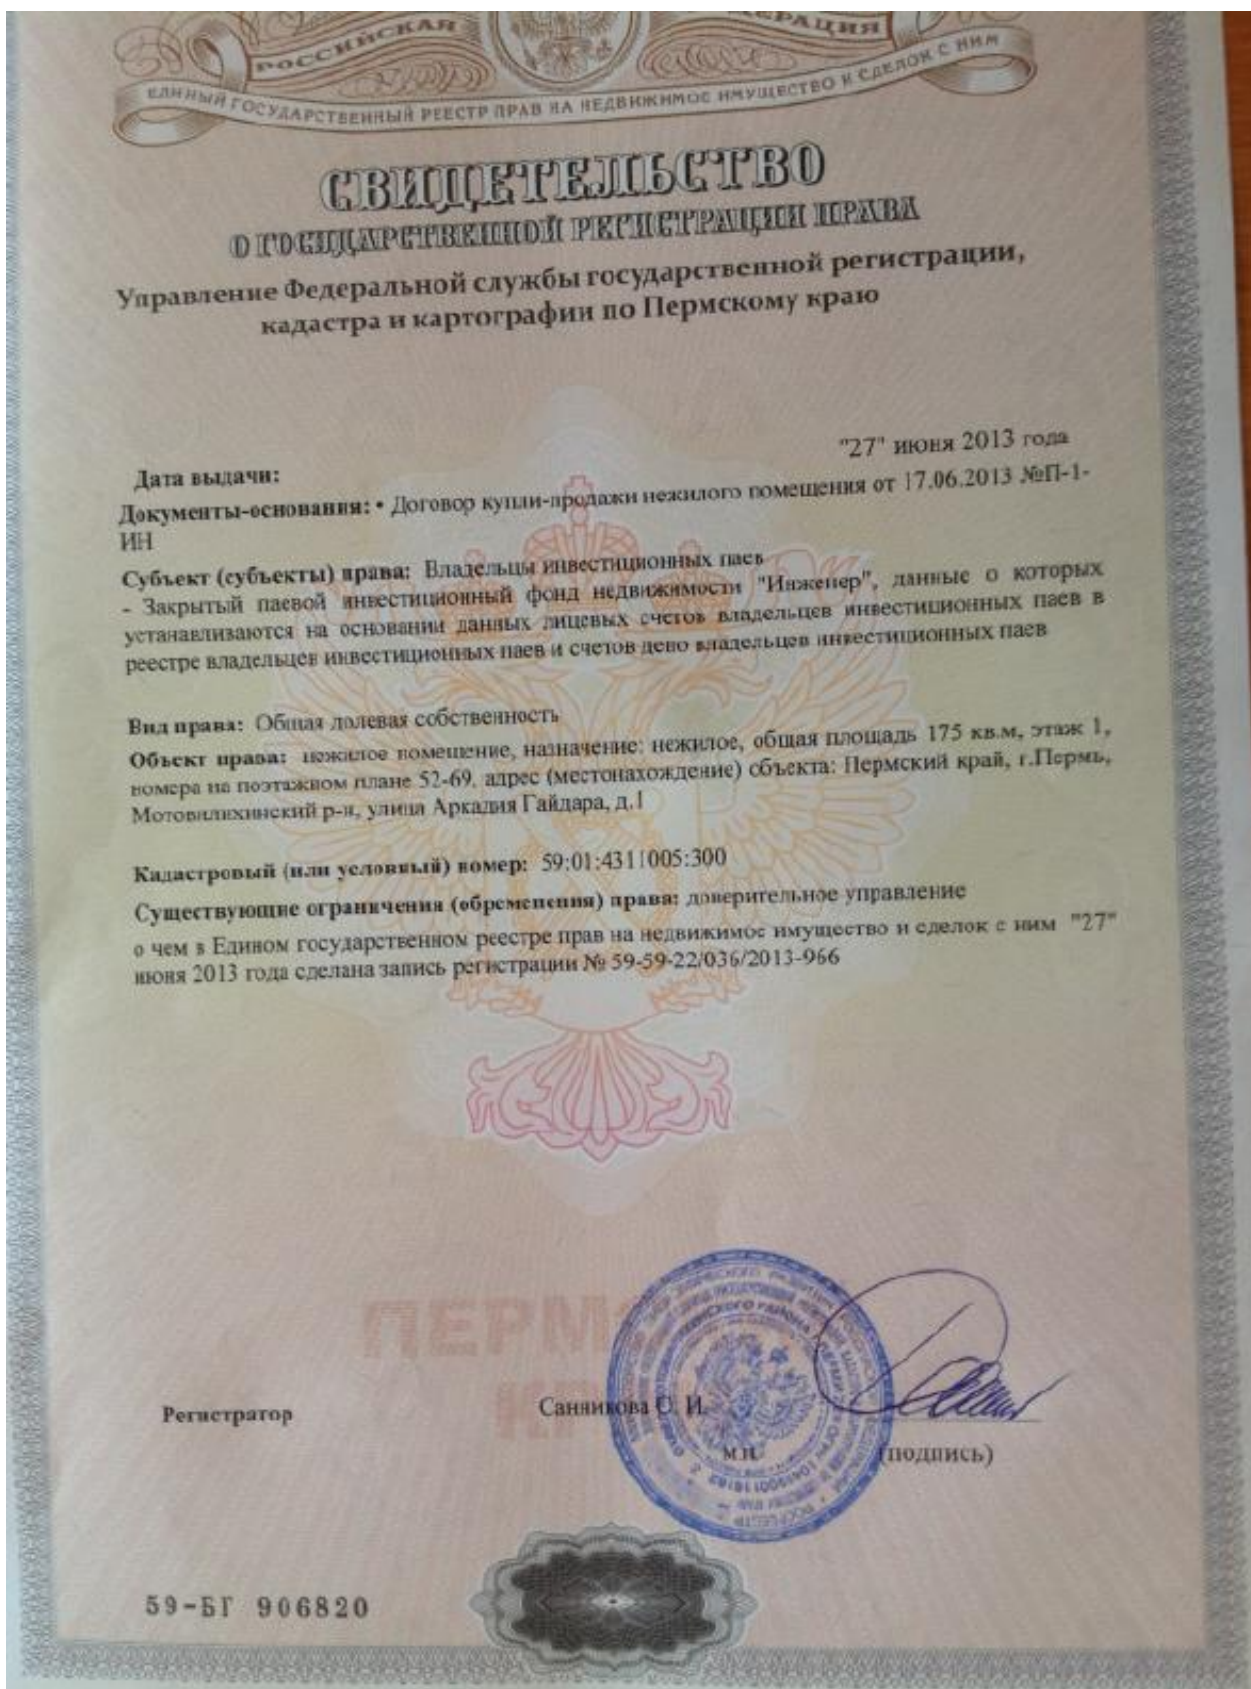 РОССИЙСКАЯ
ЕДИНЫЙ ГОСУДАРСТВЕННЫЙ РЕЕСТР ПРАВ НА НЕДВИЖИМОЕ ИМУЩЕСТВО И СДЕЛОК С НИМ
СВИДЕТЕЛЬСТВО
О ГОСУДАРСТВЕННОЙ РЕГИСТРАЦИИ ПРАВА
Управление Федеральной службы государственной регистрации,
кадастра и картографии по Пермскому краю
"27" июня 2013 года
Дата выдачи:
Документы-основания: • Договор купли-продажи нежилого помещения от 17.06.2013 №П-1-
ИН
Субъект (субъекты) права: Владельцы инвестиционных паев
- Закрытый паевой инвестиционный фонд недвижимости "Инженер", данные о которых
устанавливаются на основании данных лицевых счетов владельцев инвестиционных паев в
реестре владельцев инвестиционных паев и счетов депо владельцев инвестиционных паев
Вид права: Общая долевая собственность
Объект права: нежилое помещение, назначение: нежилое, общая площадь 175 кв.м, этаж 1,
номера на поэтажном плане 52-69, адрес (местонахождение) объекта: Пермский край, г.Пермь,
Мотовилихинский р-н, улица Аркадия Гайдара, д.1
Кадастровый (или условный) номер: 59:01:4311005:300
Существующие ограничения (обременения) права: доверительное управление
о чем в Едином государственном реестре прав на недвижимое имущество и сделок с ним "27"
июня 2013 года сделана запись регистрации № 59-59-22/036/2013-966
Регистратор
Санникова О. И.
м.п.
(подпись)
59-БГ 906820